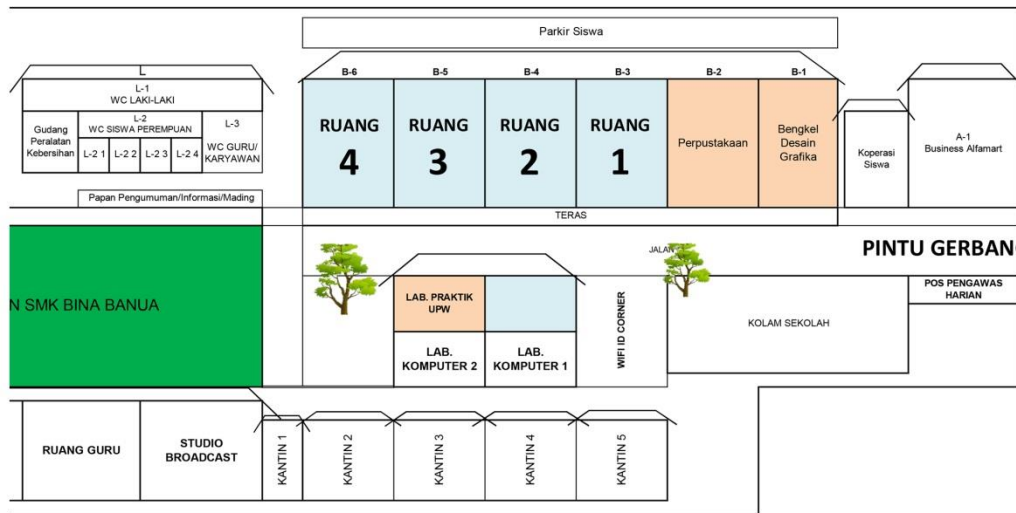 Parkir Siswa
L
B-6
B-5
B-4
B-3
B-2
B-1
L-1
WC LAKI-LAKI
Gudang
Peralatan
Kebersihan
L-2
WC SISWA PEREMPUAN
L-2 1
L-2 2
L-2 3
L-2 4
L-3
WC GURU/
KARYAWAN
RUANG
4
RUANG
3
RUANG
2
RUANG
1
Perpustakaan
Bengkel
Desain
Grafika
Koperasi
Siswa
A-1
Business Alfamart
Papan Pengumuman/Informasi/Mading
TERAS
JALAN
PINTU GERBANG
N SMK BINA BANUA
LAB. PRAKTIK
UPW
LAB.
KOMPUTER 2
LAB.
KOMPUTER 1
WIFI ID CORNER
KOLAM SEKOLAH
POS PENGAWAS
HARIAN
RUANG GURU
STUDIO
BROADCAST
KANTIN 1
KANTIN 2
KANTIN 3
KANTIN 4
KANTIN 5